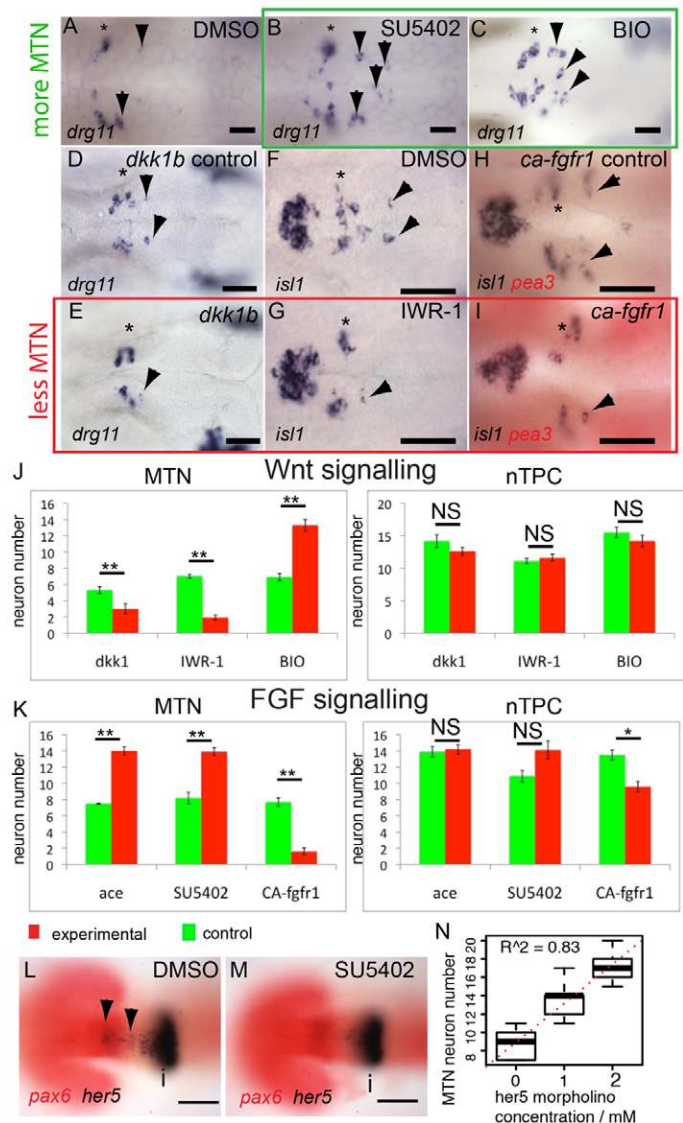 more MTN
A * DMSO
drg11
B * SU5402
drg11
C * BIO
drg11
D dkk1b control
*
drg11
F DMSO
*
isl1
H ca-fgfr1 control
*
isl1 pea3
less MTN
E * dkk1b
drg11
G * IWR-1
isl1
I * ca-fgfr1
isl1 pea3
J Wnt signalling
MTN nTPC
neuron number
16
14
12
10
8
6
4
2
0
** ** **
dkk1 IWR-1 BIO
neuron number
20
15
10
5
0
NS NS NS
dkk1 IWR-1 BIO
K FGF signalling
MTN nTPC
neuron number
16
14
12
10
8
6
4
2
0
** ** **
ace SU5402 CA-fgfr1
neuron number
16
14
12
10
8
6
4
2
0
NS NS *
ace SU5402 CA-fgfr1
experimental control
L DMSO
i
pax6 her5
M SU5402
i
pax6 her5
N
R^2 = 0.83
MTN neuron number
8 10 12 14 16 18 20
0 1 2
her5 morpholino
concentration / mM